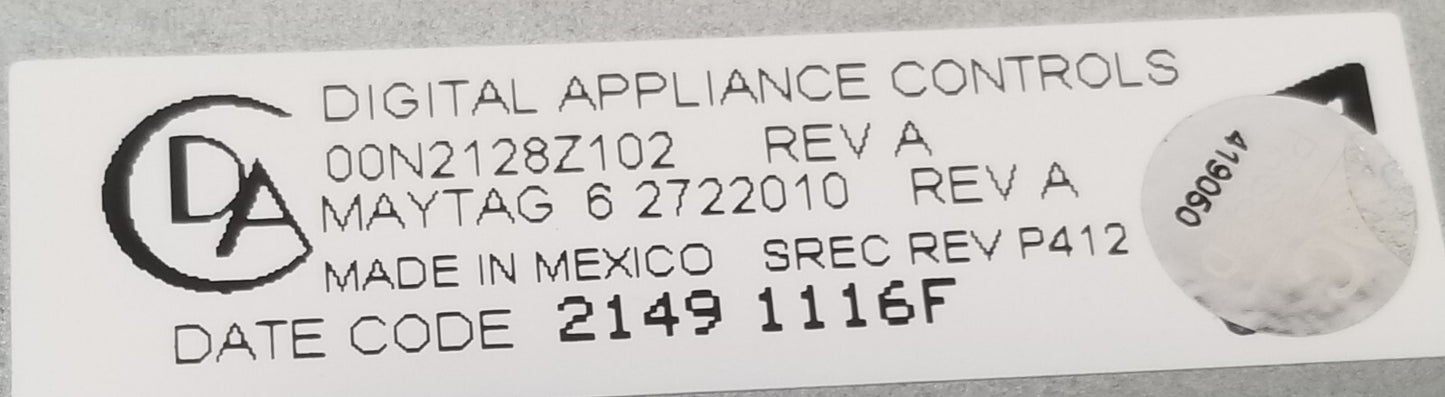 DIGITAL APPLIANCE CONTROLS
00N2128Z102 REV A
MAYTAG 6 2722010 REV A
MADE IN MEXICO SREC REV P412
DATE CODE 2149 1116F
DA
419060